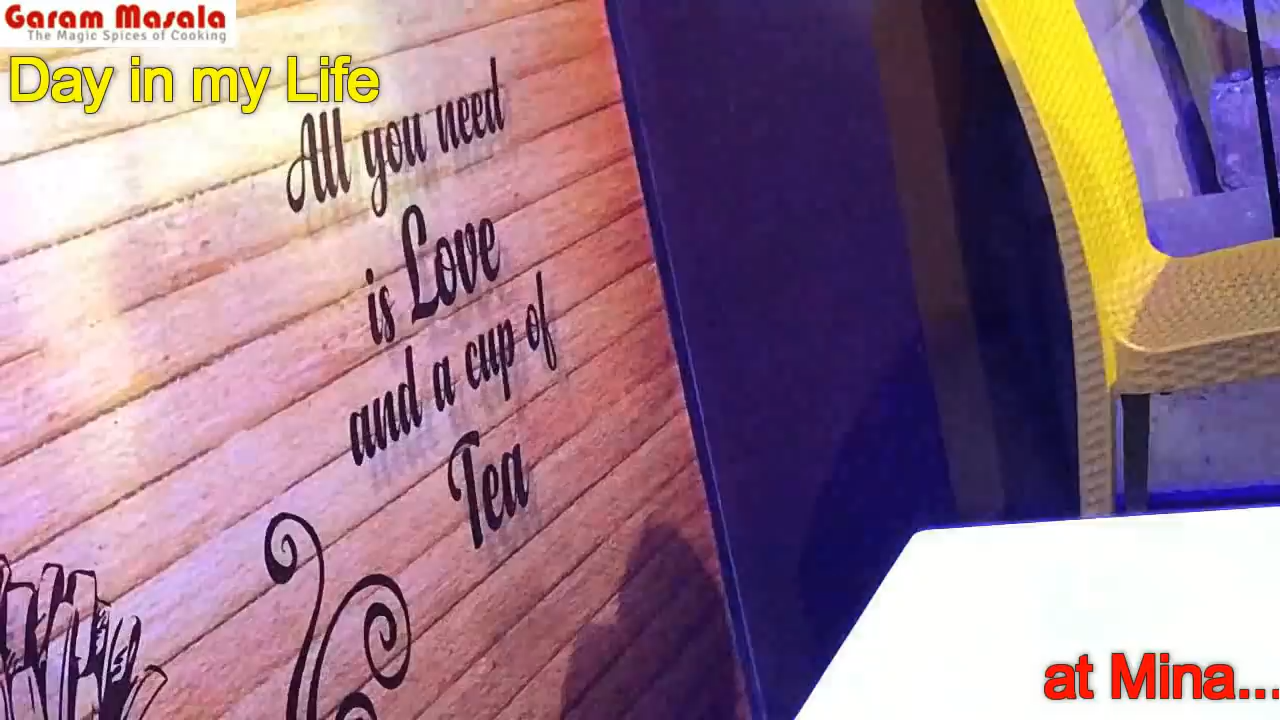 Garam Masala
The Magic Spices of Cooking
Day in my Life
All you need
is Love
and a cup of
Tea
at Mina...